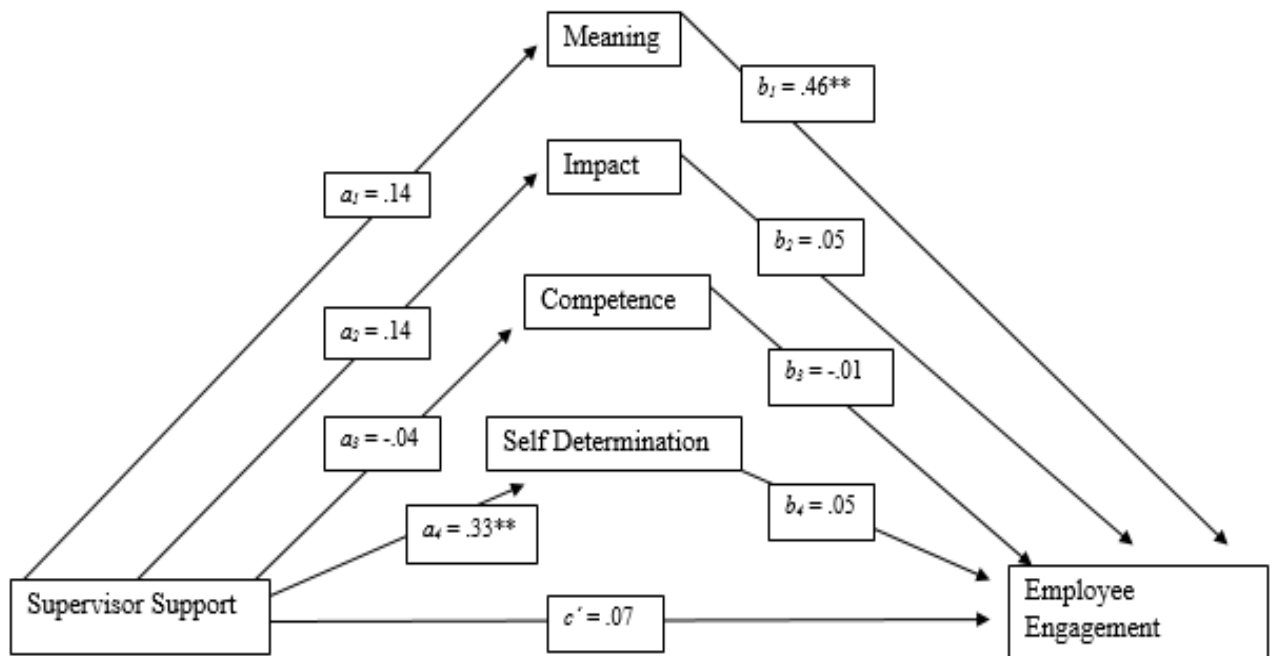 Meaning
b₁ = .46**
Impact
a₁ = .14
b₂ = .05
Competence
a₂ = .14
b₃ = -.01
a₃ = -.04
Self Determination
b₄ = .05
a₄ = .33**
Supervisor Support
c′ = .07
Employee
Engagement